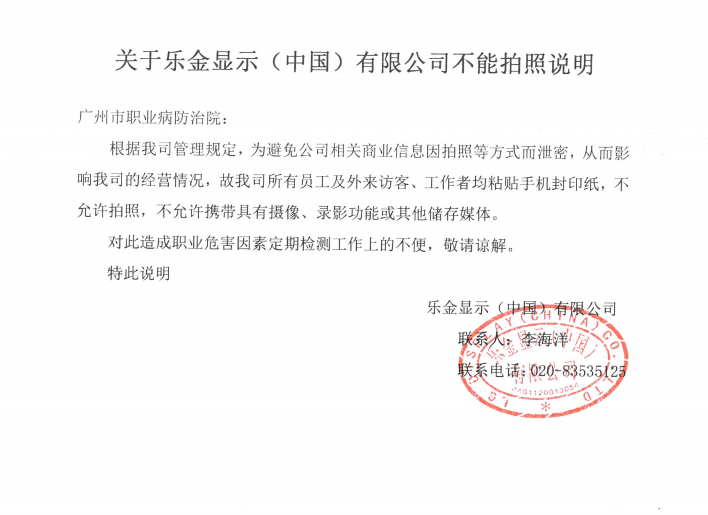 关于乐金显示（中国）有限公司不能拍照说明
广州市职业病防治院：
根据我司管理规定，为避免公司相关商业信息因拍照等方式而泄密，从而影
响我司的经营情况，故我司所有员工及外来访客、工作者均粘贴手机封印纸，不
允许拍照，不允许携带具有摄像、录影功能或其他储存媒体。
对此造成职业危害因素定期检测工作上的不便，敬请谅解。
特此说明
乐金显示（中国）有限公司
联系人：李海洋
联系电话:020-83535125
LG DISPLAY (CHINA) CO., LTD
乐金显示(中国)
有限公司